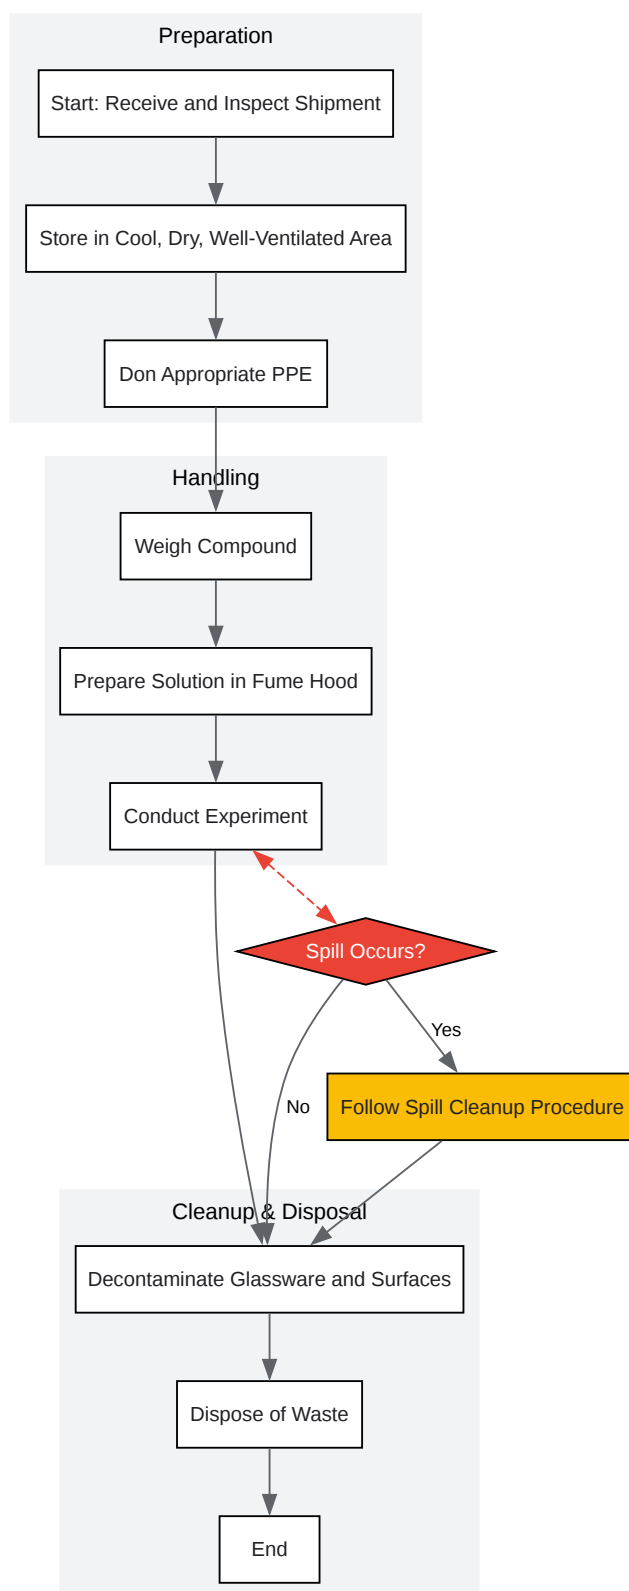 Preparation
Start: Receive and Inspect Shipment
Store in Cool, Dry, Well-Ventilated Area
Don Appropriate PPE
Handling
Weigh Compound
Prepare Solution in Fume Hood
Conduct Experiment
Spill Occurs?
Yes
No
Follow Spill Cleanup Procedure
Cleanup & Disposal
Decontaminate Glassware and Surfaces
Dispose of Waste
End